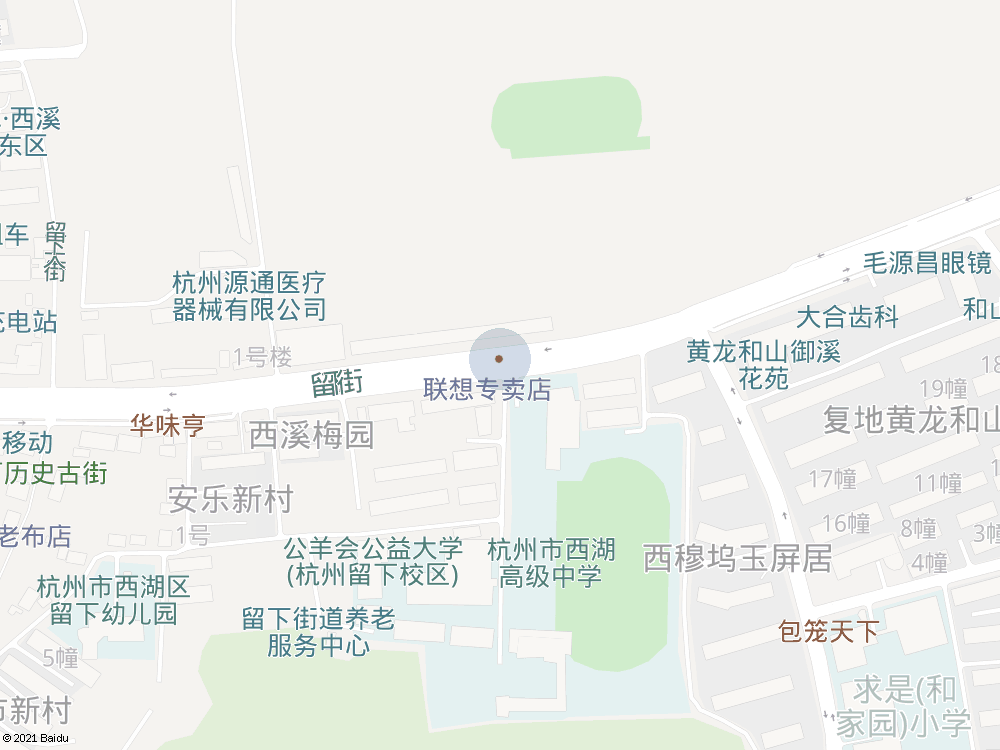 ·西溪
东区
留下街
车
杭州源通医疗
器械有限公司
毛源昌眼镜
和山
大合齿科
充电站
1号楼
黄龙和山御溪
花苑
留街
联想专卖店
18
19幢
华味亨
西溪梅园
复地黄龙和山
移动
历史古街
17幢
11幢
安乐新村
1号
老布店
16幢
8幢
3幢
4幢
公羊会公益大学
(杭州留下校区)
杭州市西湖
高级中学
西穆坞玉屏居
杭州市西湖区
留下幼儿园
留下街道养老
服务中心
包笼天下
5幢
新村
求是(和
家园)小学
© 2021 Baidu